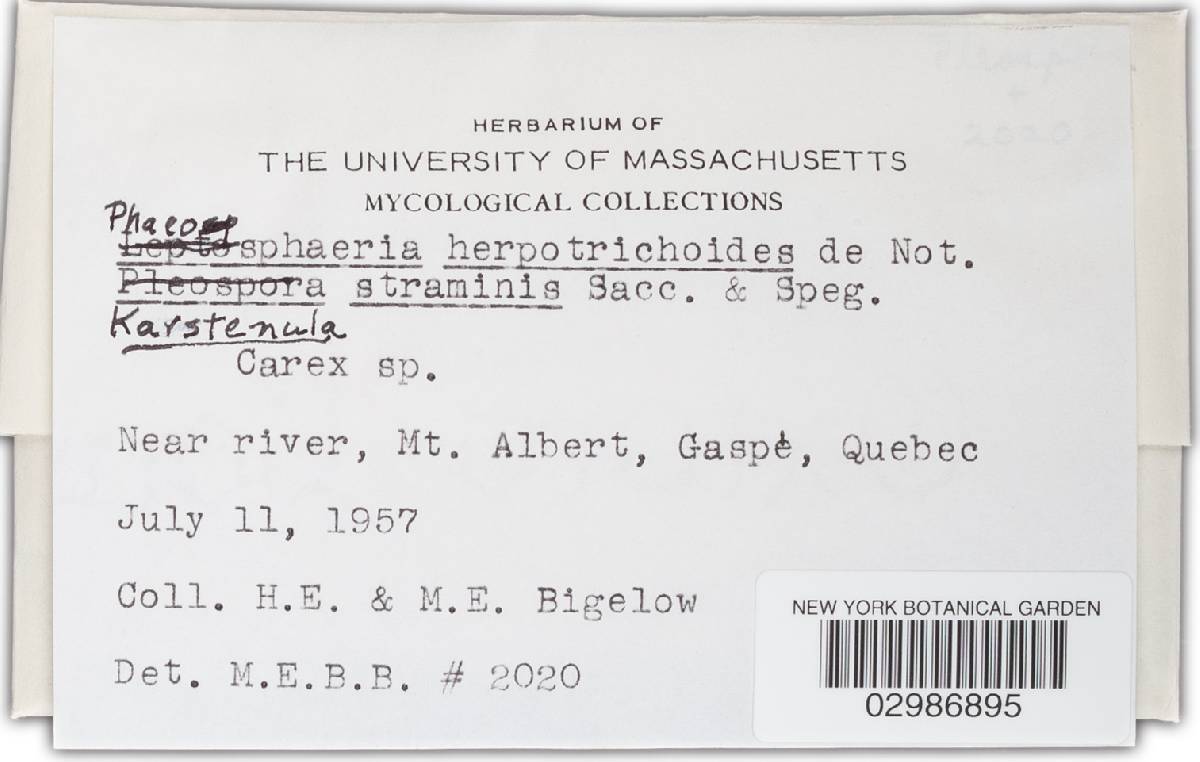 HERBARIUM OF
THE UNIVERSITY OF MASSACHUSETTS
MYCOLOGICAL COLLECTIONS
Phaeo
Leptosphaeria herpotrichoides de Not.
Pleospora straminis Sacc. & Speg.
Karstenula
Carex sp.
Near river, Mt. Albert, Gaspé, Quebec
July 11, 1957
Coll. H.E. & M.E. Bigelow
Det. M.E.B.B. # 2020
NEW YORK BOTANICAL GARDEN
02986895